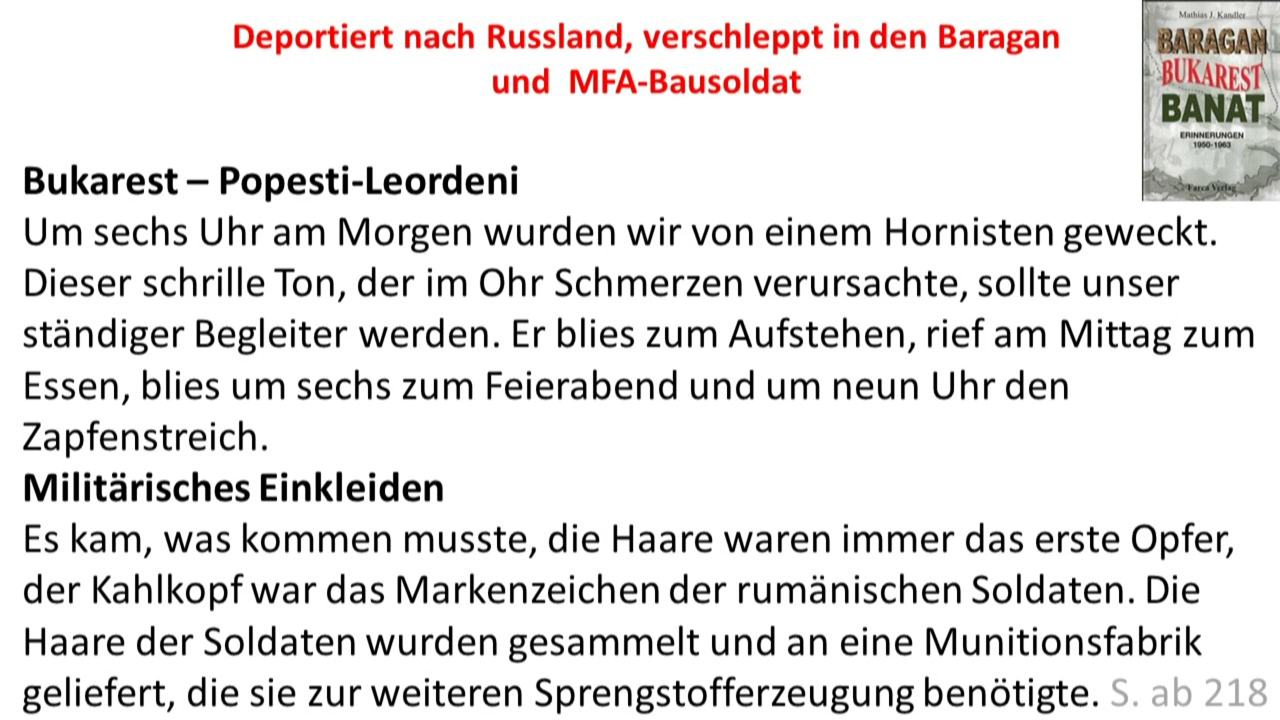 Deportiert nach Russland, verschleppt in den Baragan
und MFA-Bausoldat
Mathias J. Kandler
BARAGAN
BUKAREST
BANAT
ERINNERUNGEN
1950-1963
Farca Verlag
Bukarest – Popesti-Leordeni
Um sechs Uhr am Morgen wurden wir von einem Hornisten geweckt.
Dieser schrille Ton, der im Ohr Schmerzen verursachte, sollte unser
ständiger Begleiter werden. Er blies zum Aufstehen, rief am Mittag zum
Essen, blies um sechs zum Feierabend und um neun Uhr den
Zapfenstreich.
Militärisches Einkleiden
Es kam, was kommen musste, die Haare waren immer das erste Opfer,
der Kahlkopf war das Markenzeichen der rumänischen Soldaten. Die
Haare der Soldaten wurden gesammelt und an eine Munitionsfabrik
geliefert, die sie zur weiteren Sprengstofferzeugung benötigte. S. ab 218